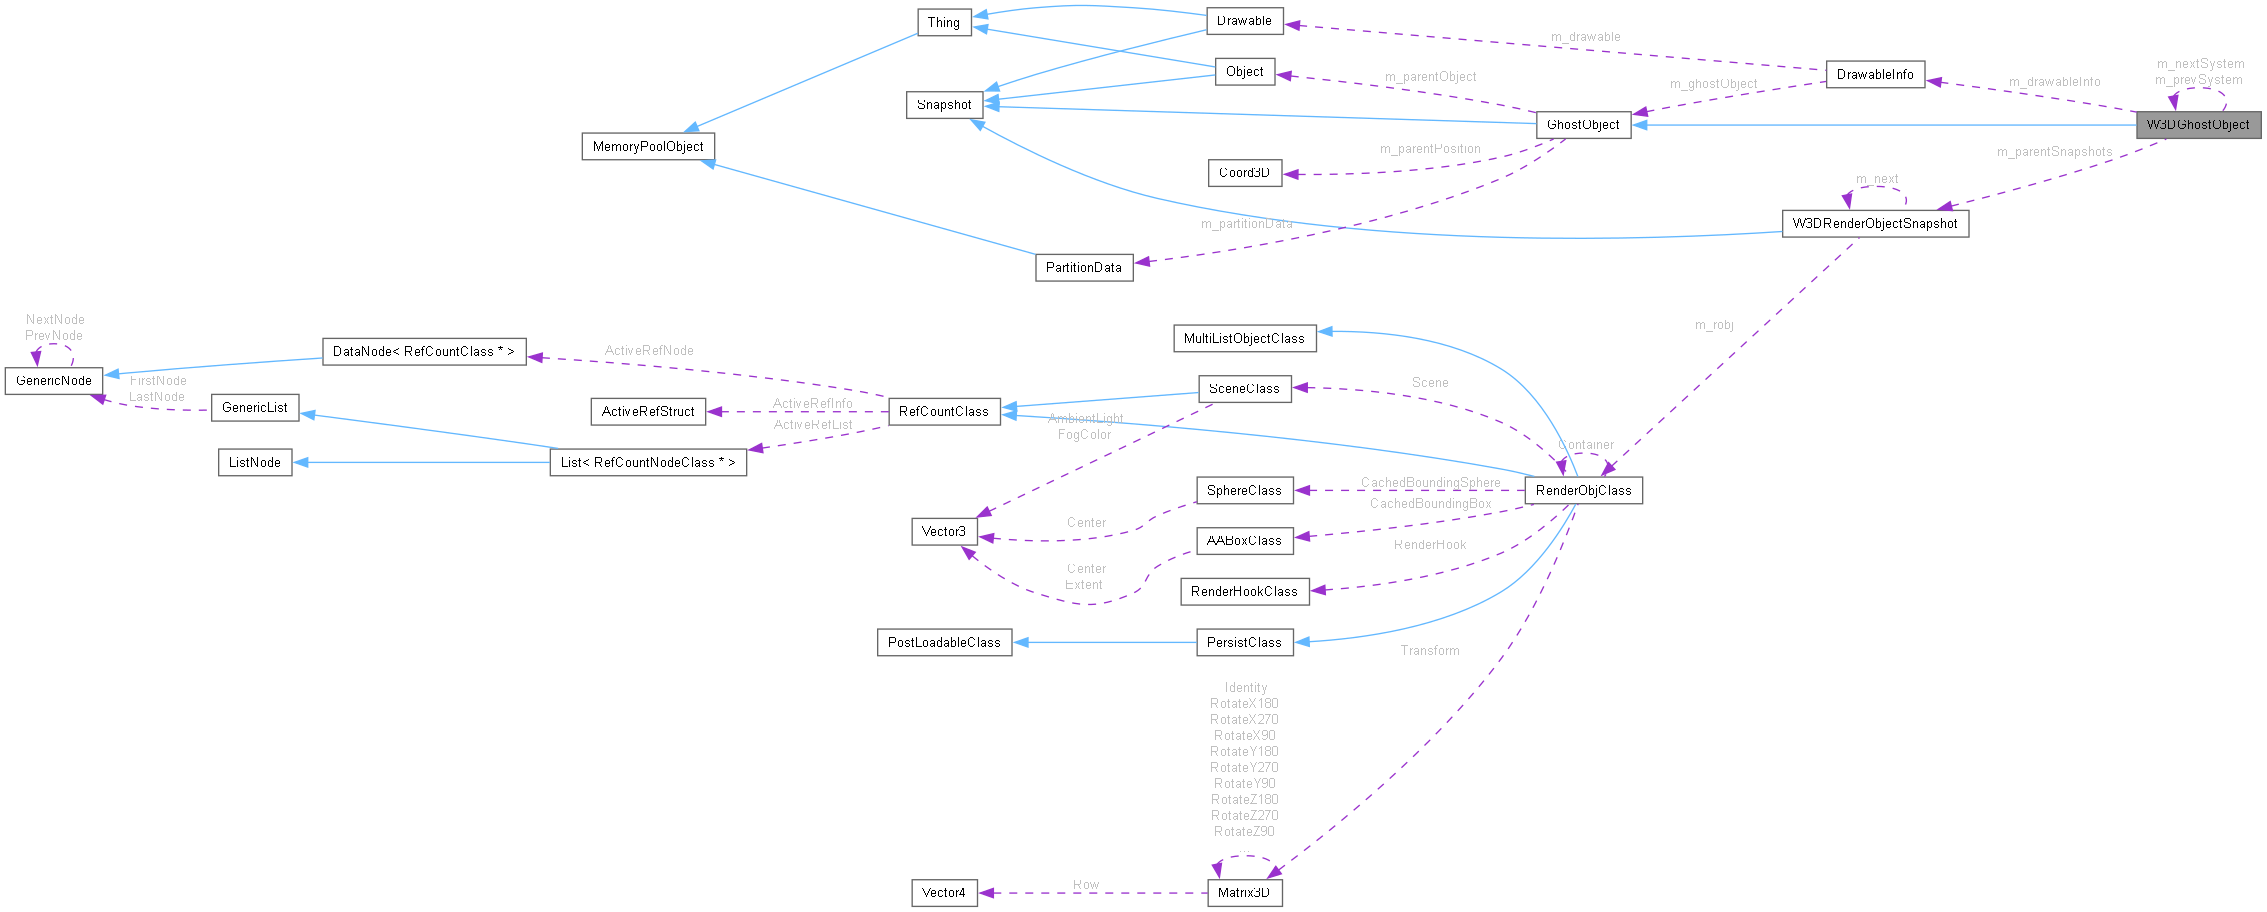 Thing
Drawable
m_drawable
Object
m_parentObject
DrawableInfo
m_nextSystem
m_prevSystem
m_drawableInfo
m_ghostObject
Snapshot
GhostObject
W3DGhostObject
MemoryPoolObject
m_parentPosition
m_parentSnapshots
Coord3D
m_next
m_partitionData
W3DRenderObjectSnapshot
PartitionData
NextNode
PrevNode
m_robj
MultiListObjectClass
DataNode< RefCountClass * >
ActiveRefNode
GenericNode
FirstNode
LastNode
SceneClass
Scene
GenericList
ActiveRefStruct
ActiveRefInfo
RefCountClass
ActiveRefList
AmbientLight
FogColor
Container
ListNode
List< RefCountNodeClass * >
SphereClass
CachedBoundingSphere
RenderObjClass
CachedBoundingBox
Vector3
Center
AABoxClass
RenderHook
Center
Extent
RenderHookClass
PostLoadableClass
PersistClass
Transform
Identity
RotateX180
RotateX270
RotateX90
RotateY180
RotateY270
RotateY90
RotateZ180
RotateZ270
RotateZ90
...
Vector4
Row
Matrix3D